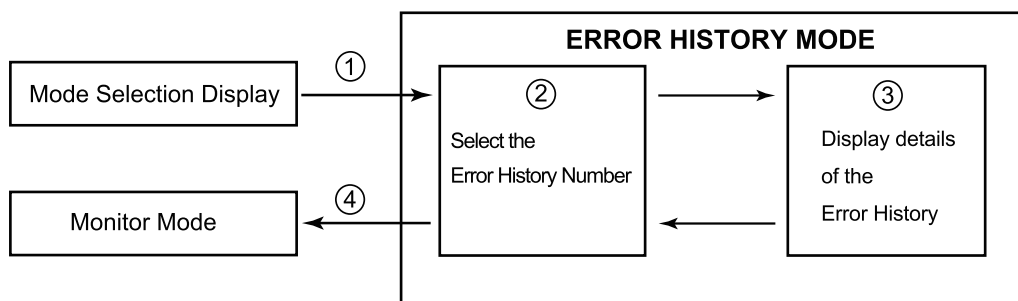 ERROR HISTORY MODE
1
Mode Selection Display
2
Select the
Error History Number
3
Display details
of the
Error History
4
Monitor Mode